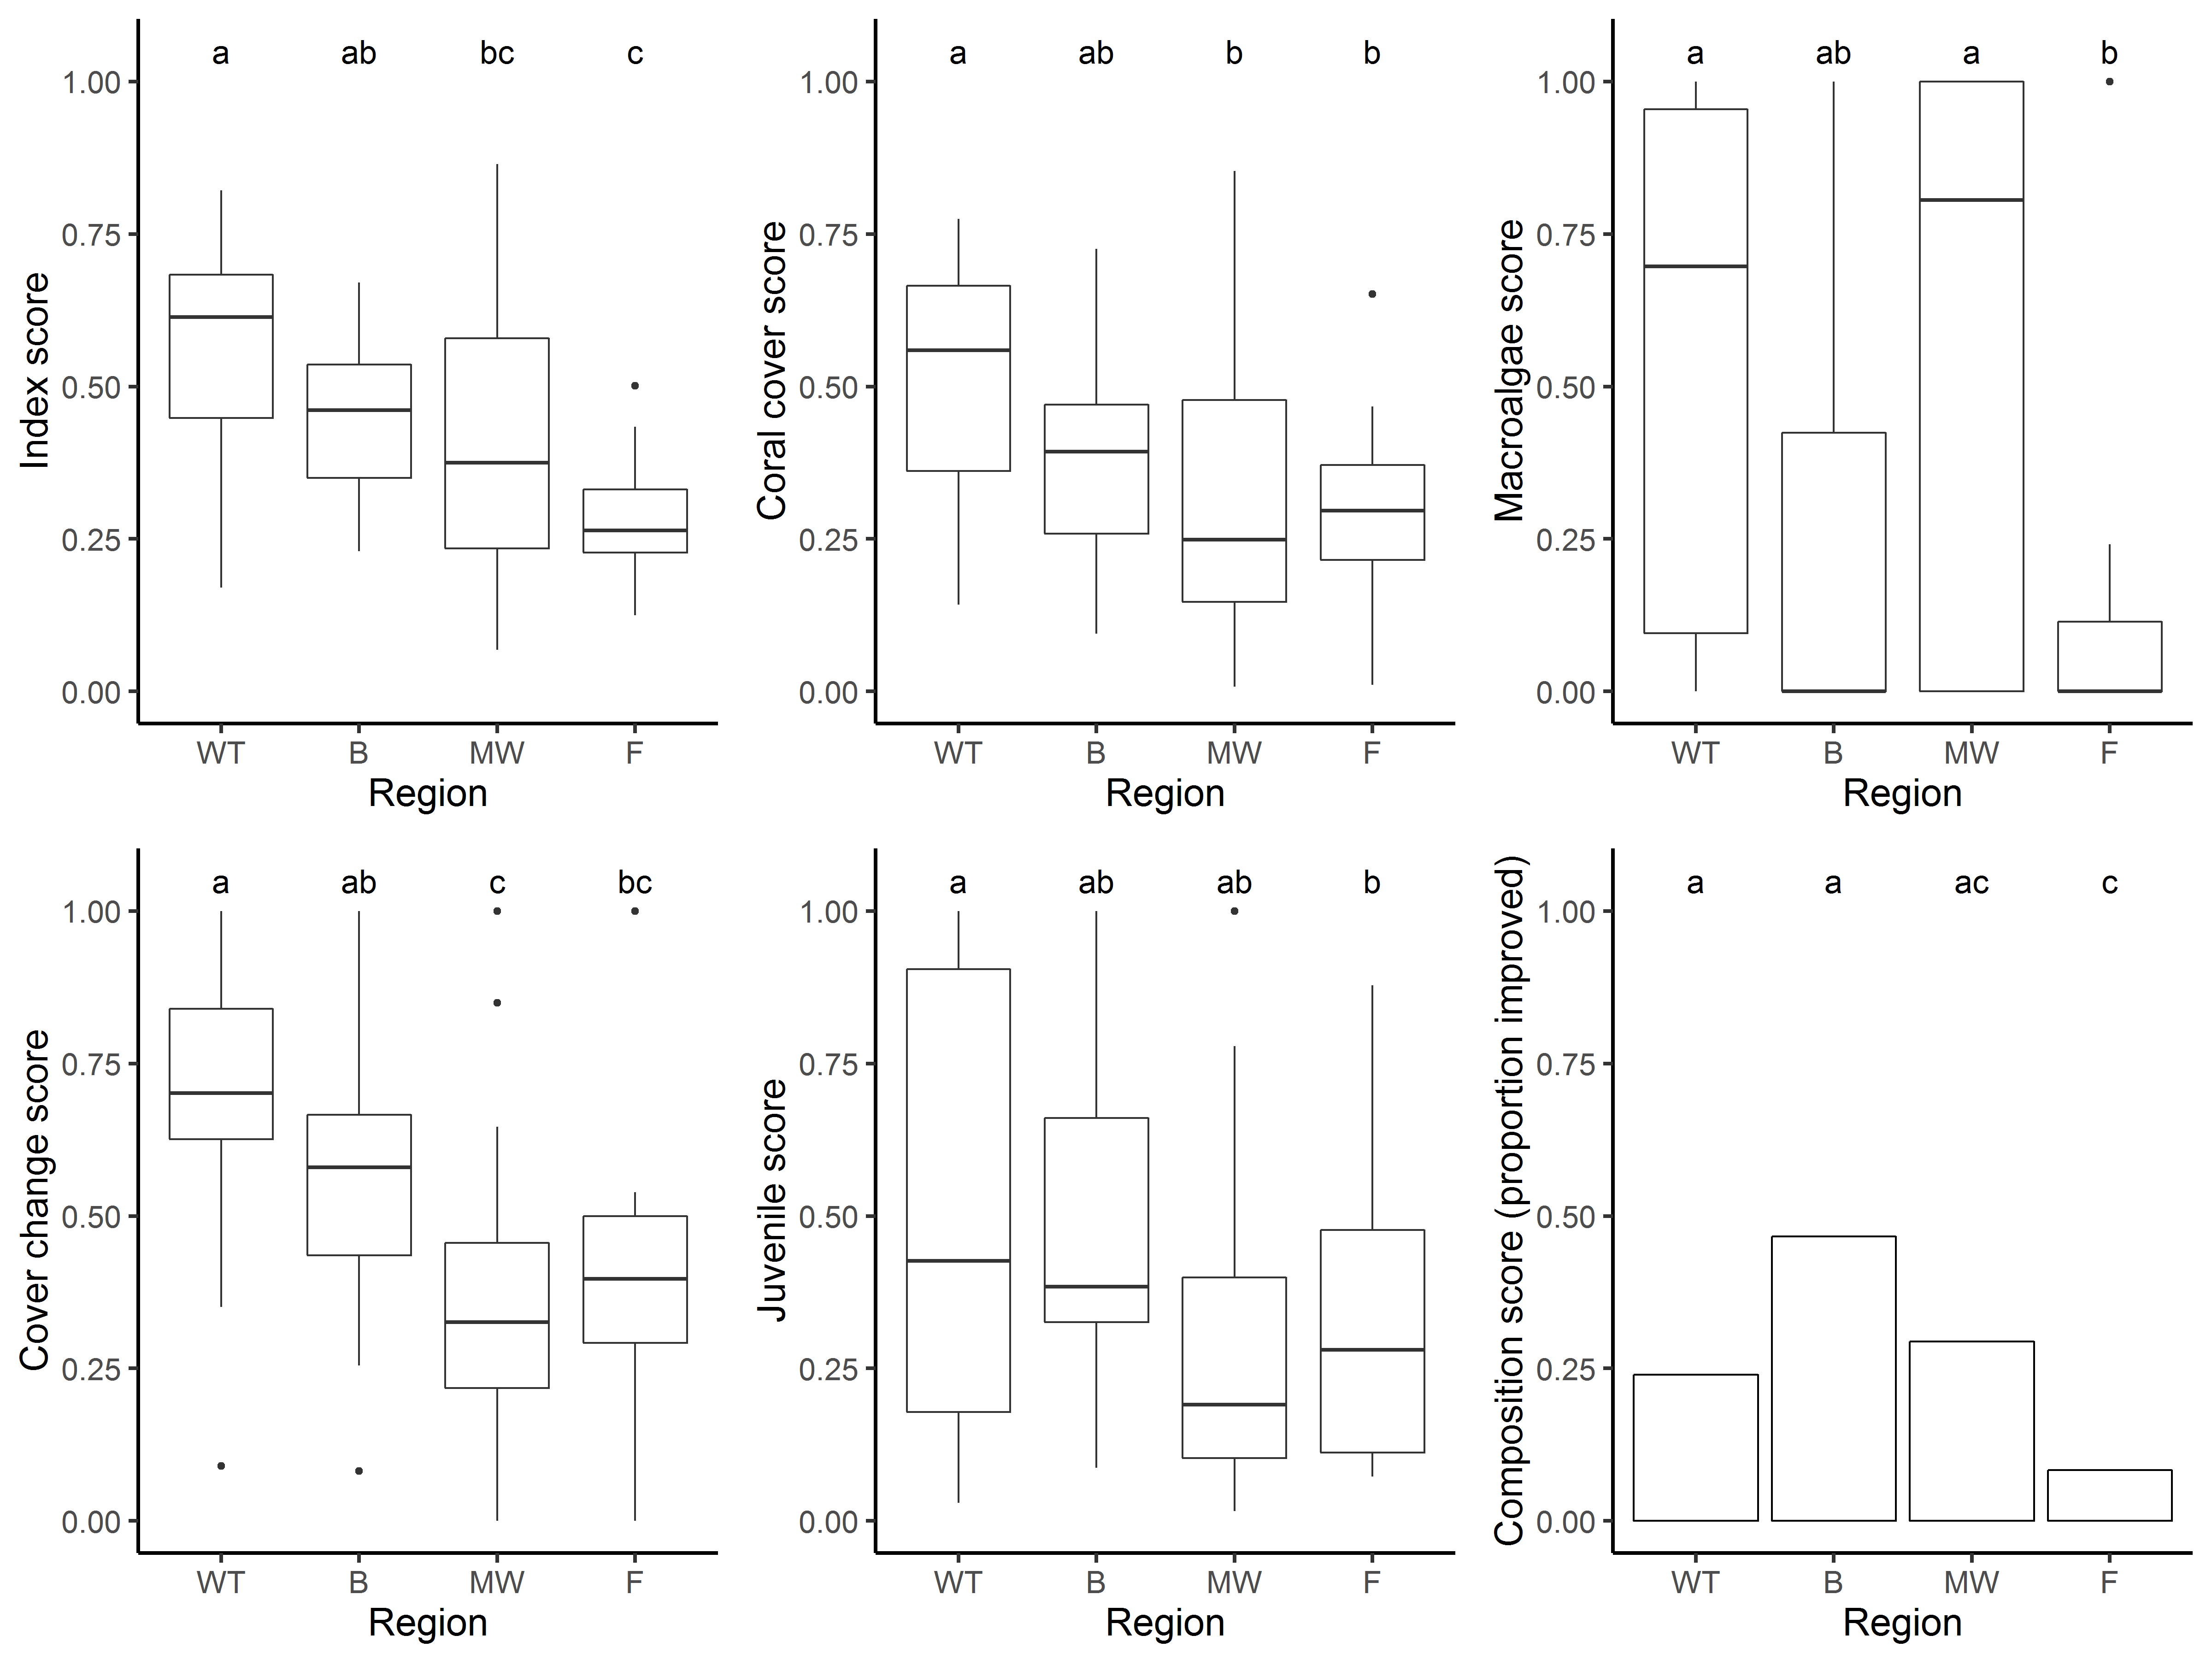 a ab bc c
1.00
0.75
0.50
0.25
0.00
Index score
WT B MW F
Region
a ab b b
1.00
0.75
0.50
0.25
0.00
Coral cover score
WT B MW F
Region
a ab a b
1.00
0.75
0.50
0.25
0.00
Macroalgae score
WT B MW F
Region
a ab c bc
1.00
0.75
0.50
0.25
0.00
Cover change score
WT B MW F
Region
a ab ab b
1.00
0.75
0.50
0.25
0.00
Juvenile score
WT B MW F
Region
a a ac c
1.00
0.75
0.50
0.25
0.00
Composition score (proportion improved)
WT B MW F
Region